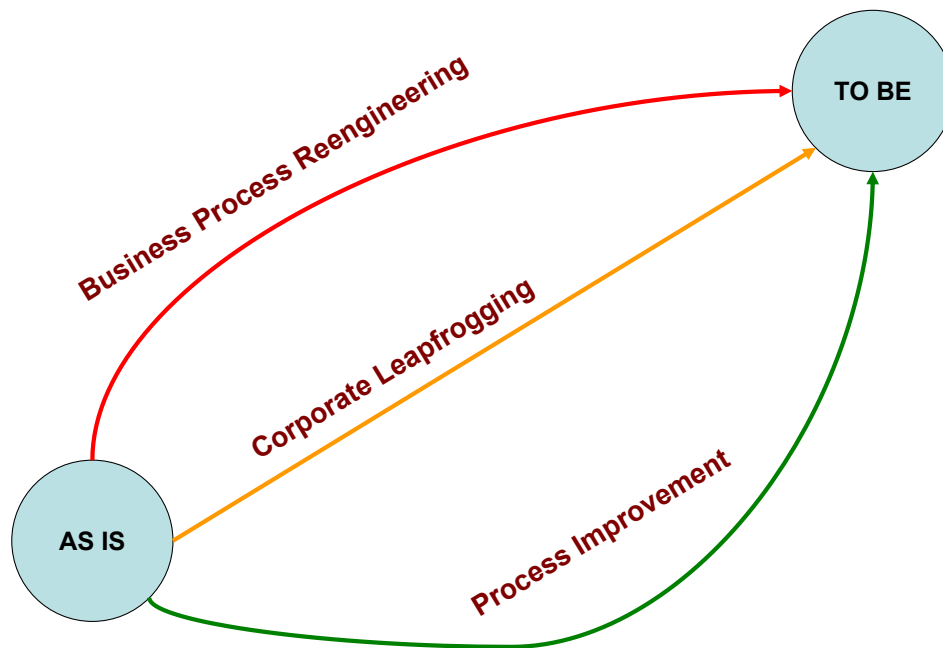 TO BE
Business Process Reengineering
Corporate Leapfrogging
Process Improvement
AS IS